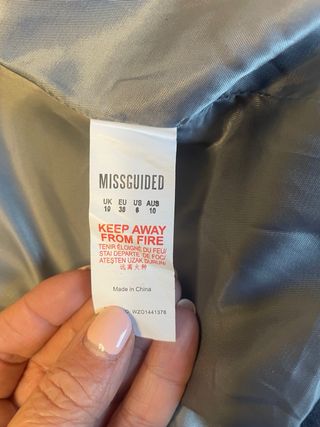 MISSGUIDED
UK EU US AUS
10 38 6 10
KEEP AWAY
FROM FIRE
TENIR ÉLOIGNÉ DU FEU/
STAI DEPARTE DE FOC/
ATEŞTEN UZAK DURUN/
远离火种
Made in China
WZG1441378